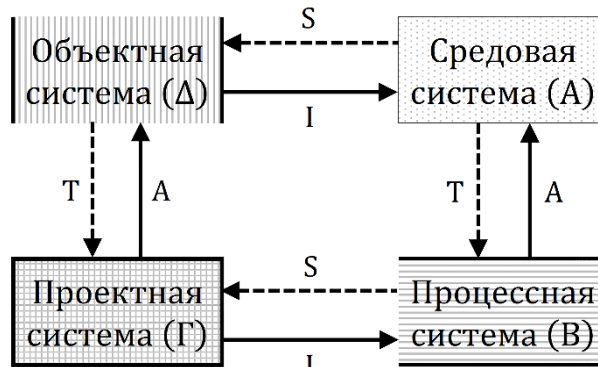 S
Объектная
система (Δ)
Средовая
система (А)
I
T
A
T
A
S
Проектная
система (Г)
Процессная
система (В)
I